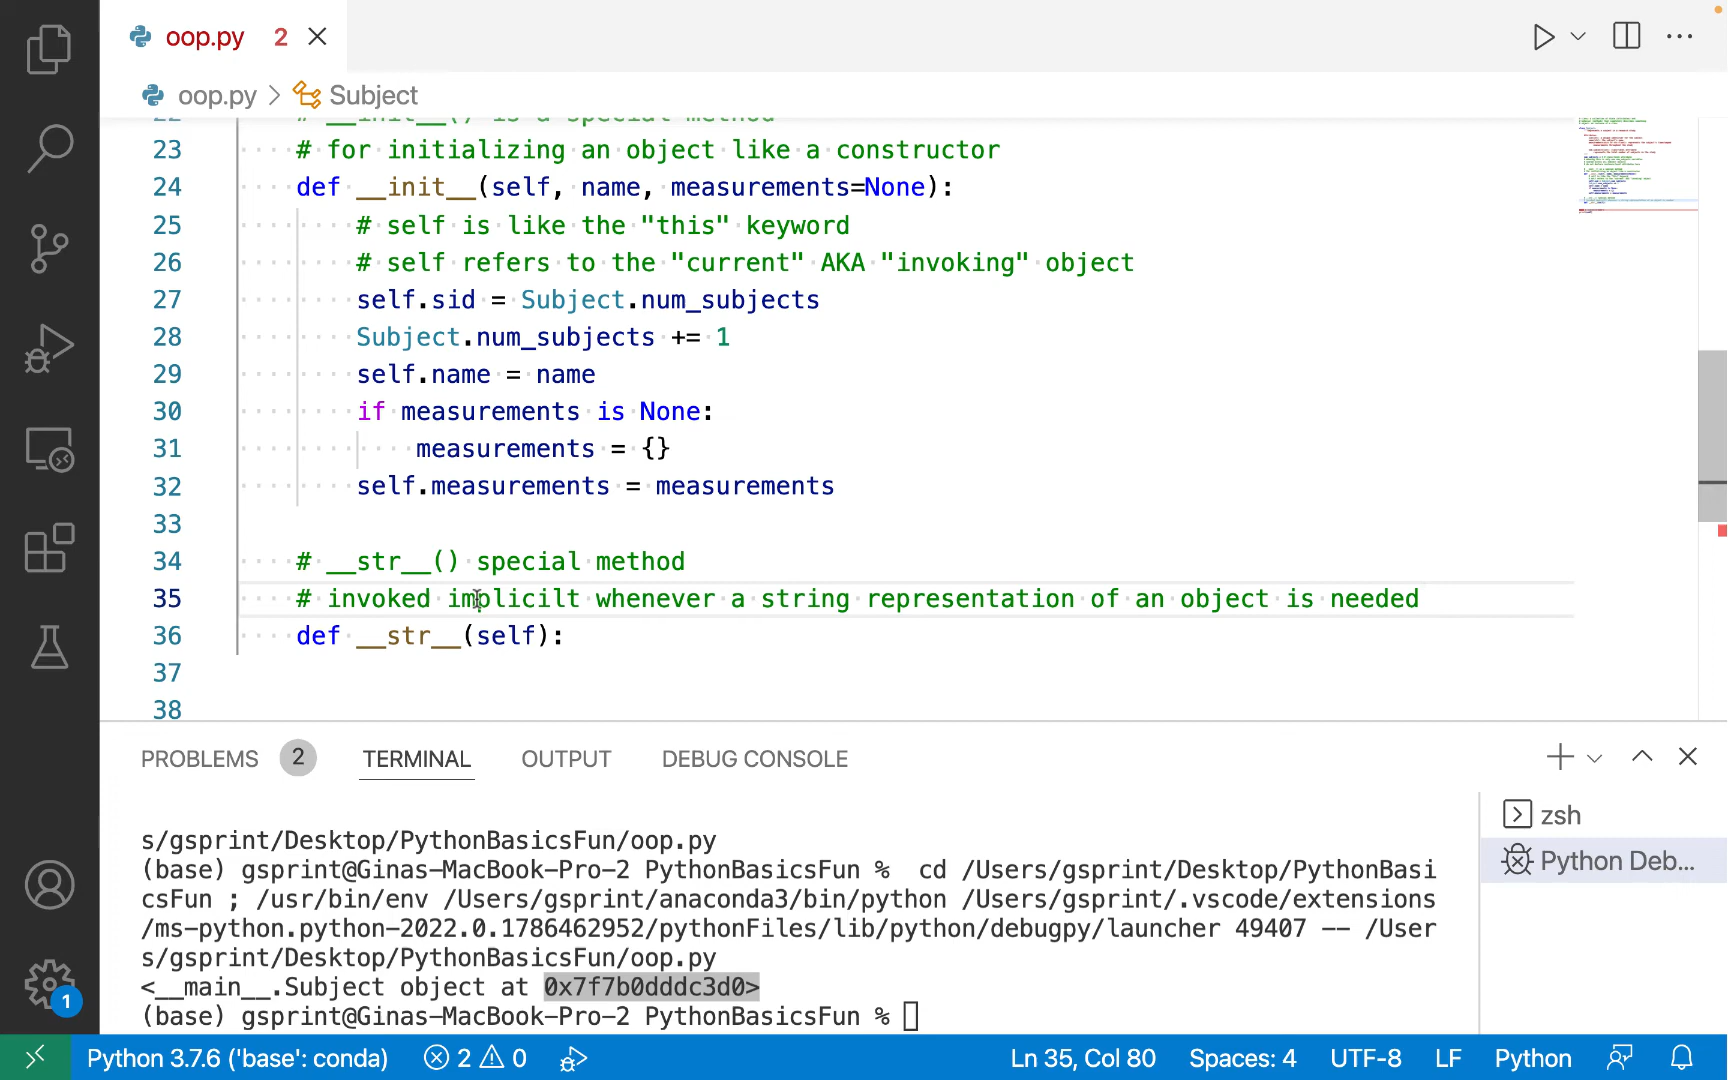 oop.py 2
oop.py > Subject
22 # __init__() is a special method
23 # for initializing an object like a constructor
24 def __init__(self, name, measurements=None):
25 # self is like the "this" keyword
26 # self refers to the "current" AKA "invoking" object
27 self.sid = Subject.num_subjects
28 Subject.num_subjects += 1
29 self.name = name
30 if measurements is None:
31 measurements = {}
32 self.measurements = measurements
33
34 # __str__() special method
35 # invoked implicilt whenever a string representation of an object is needed
36 def __str__(self):
37
38
PROBLEMS 2 TERMINAL OUTPUT DEBUG CONSOLE
s/gsprint/Desktop/PythonBasicsFun/oop.py
(base) gsprint@Ginas-MacBook-Pro-2 PythonBasicsFun % cd /Users/gsprint/Desktop/PythonBasi
csFun ; /usr/bin/env /Users/gsprint/anaconda3/bin/python /Users/gsprint/.vscode/extensions
/ms-python.python-2022.0.1786462952/pythonFiles/lib/python/debugpy/launcher 49407 -- /User
s/gsprint/Desktop/PythonBasicsFun/oop.py
<__main__.Subject object at 0x7f7b0dddc3d0>
(base) gsprint@Ginas-MacBook-Pro-2 PythonBasicsFun %
zsh
Python Deb...
1
Python 3.7.6 ('base': conda) 2 0 Ln 35, Col 80 Spaces: 4 UTF-8 LF Python